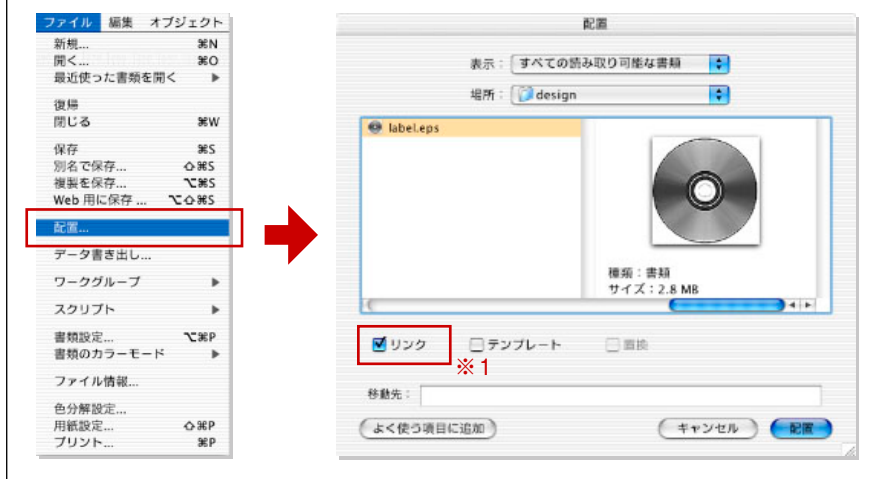 ファイル 編集 オブジェクト
新規... ⌘N
開く... ⌘O
最近使った書類を開く ▶
復帰
閉じる ⌘W
保存 ⌘S
別名で保存... ⇧⌘S
複製を保存... ⌥⌘S
Web 用に保存 ... ⌥⇧⌘S
配置...
データ書き出し...
ワークグループ ▶
スクリプト ▶
書類設定... ⌥⌘P
書類のカラーモード ▶
ファイル情報...
色分解設定...
用紙設定... ⇧⌘P
プリント... ⌘P
配置
表示： すべての読み取り可能な書類
場所： design
label.eps
種類：書類
サイズ：2.8 MB
リンク テンプレート 置換
※1
移動先：
よく使う項目に追加 キャンセル 配置